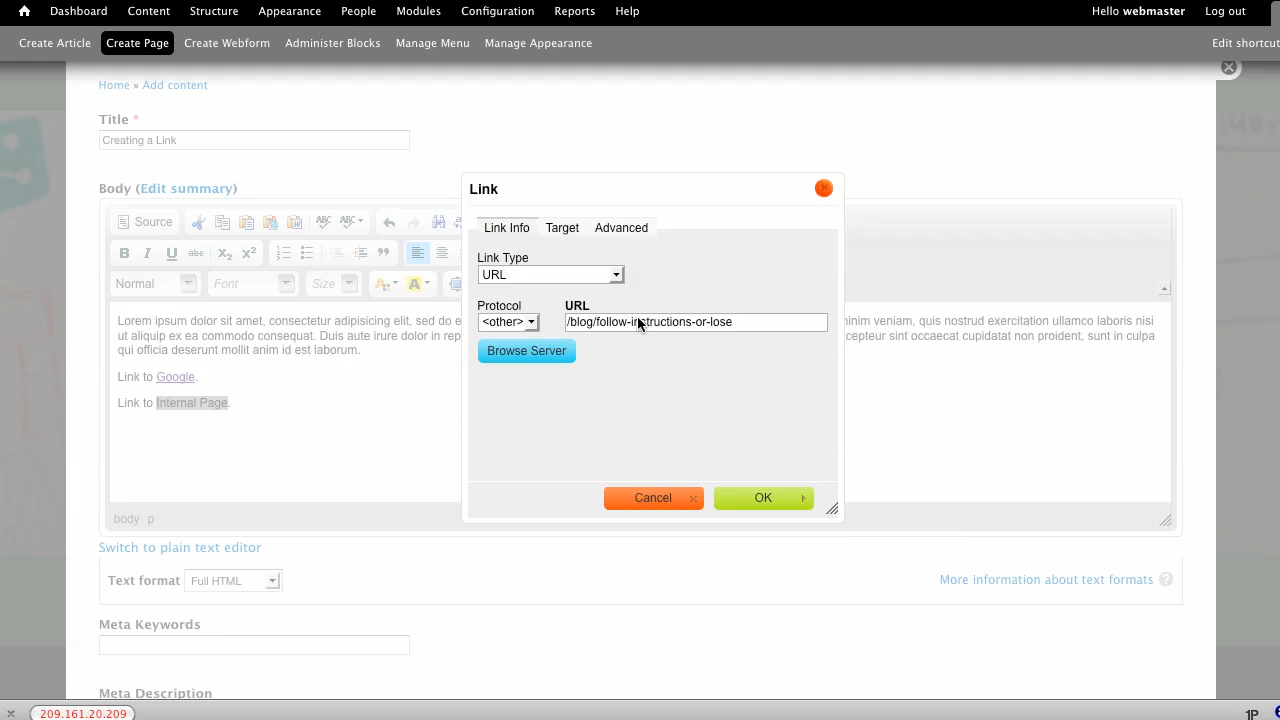 Dashboard Content Structure Appearance People Modules Configuration Reports Help Hello webmaster Log out
Create Article Create Page Create Webform Administer Blocks Manage Menu Manage Appearance Edit shortcut
Home » Add content
Title *
Creating a Link
Body (Edit summary)
Source
Normal Font Size
Lorem ipsum dolor sit amet, consectetur adipisicing elit, sed do e
ut aliquip ex ea commodo consequat. Duis aute irure dolor in rep
qui officia deserunt mollit anim id est laborum.
minim veniam, quis nostrud exercitation ullamco laboris nisi
cepteur sint occaecat cupidatat non proident, sunt in culpa
Link to Google.
Link to Internal Page.
body p
Link
Link Info Target Advanced
Link Type
URL
Protocol URL
<other> /blog/follow-instructions-or-lose
Browse Server
Cancel OK
Switch to plain text editor
Text format Full HTML More information about text formats ?
Meta Keywords
Meta Description
209.161.20.209 1P